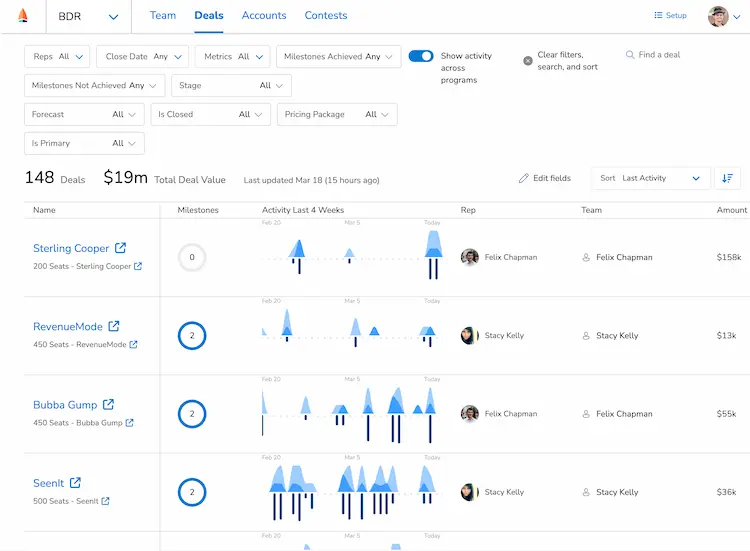 BDR Team Deals Accounts Contests Setup
Reps All Close Date Any Metrics All Milestones Achieved Any
Show activity across programs
Clear filters, search, and sort
Find a deal
Milestones Not Achieved Any Stage All
Forecast All Is Closed All Pricing Package All
Is Primary All
148 Deals $19m Total Deal Value Last updated Mar 18 (15 hours ago) Edit fields Sort Last Activity
Name Milestones Activity Last 4 Weeks Rep Team Amount
Feb 20 Mar 5 Today
Sterling Cooper 0 Felix Chapman Felix Chapman $158k
200 Seats - Sterling Cooper
Feb 20 Mar 5 Today
RevenueMode 2 Stacy Kelly Stacy Kelly $13k
450 Seats - RevenueMode
Feb 20 Mar 5 Today
Bubba Gump 2 Felix Chapman Felix Chapman $55k
450 Seats - Bubba Gump
Feb 20 Mar 5 Today
SeenIt 2 Stacy Kelly Stacy Kelly $36k
500 Seats - SeenIt
Feb 20 Mar 5 Today